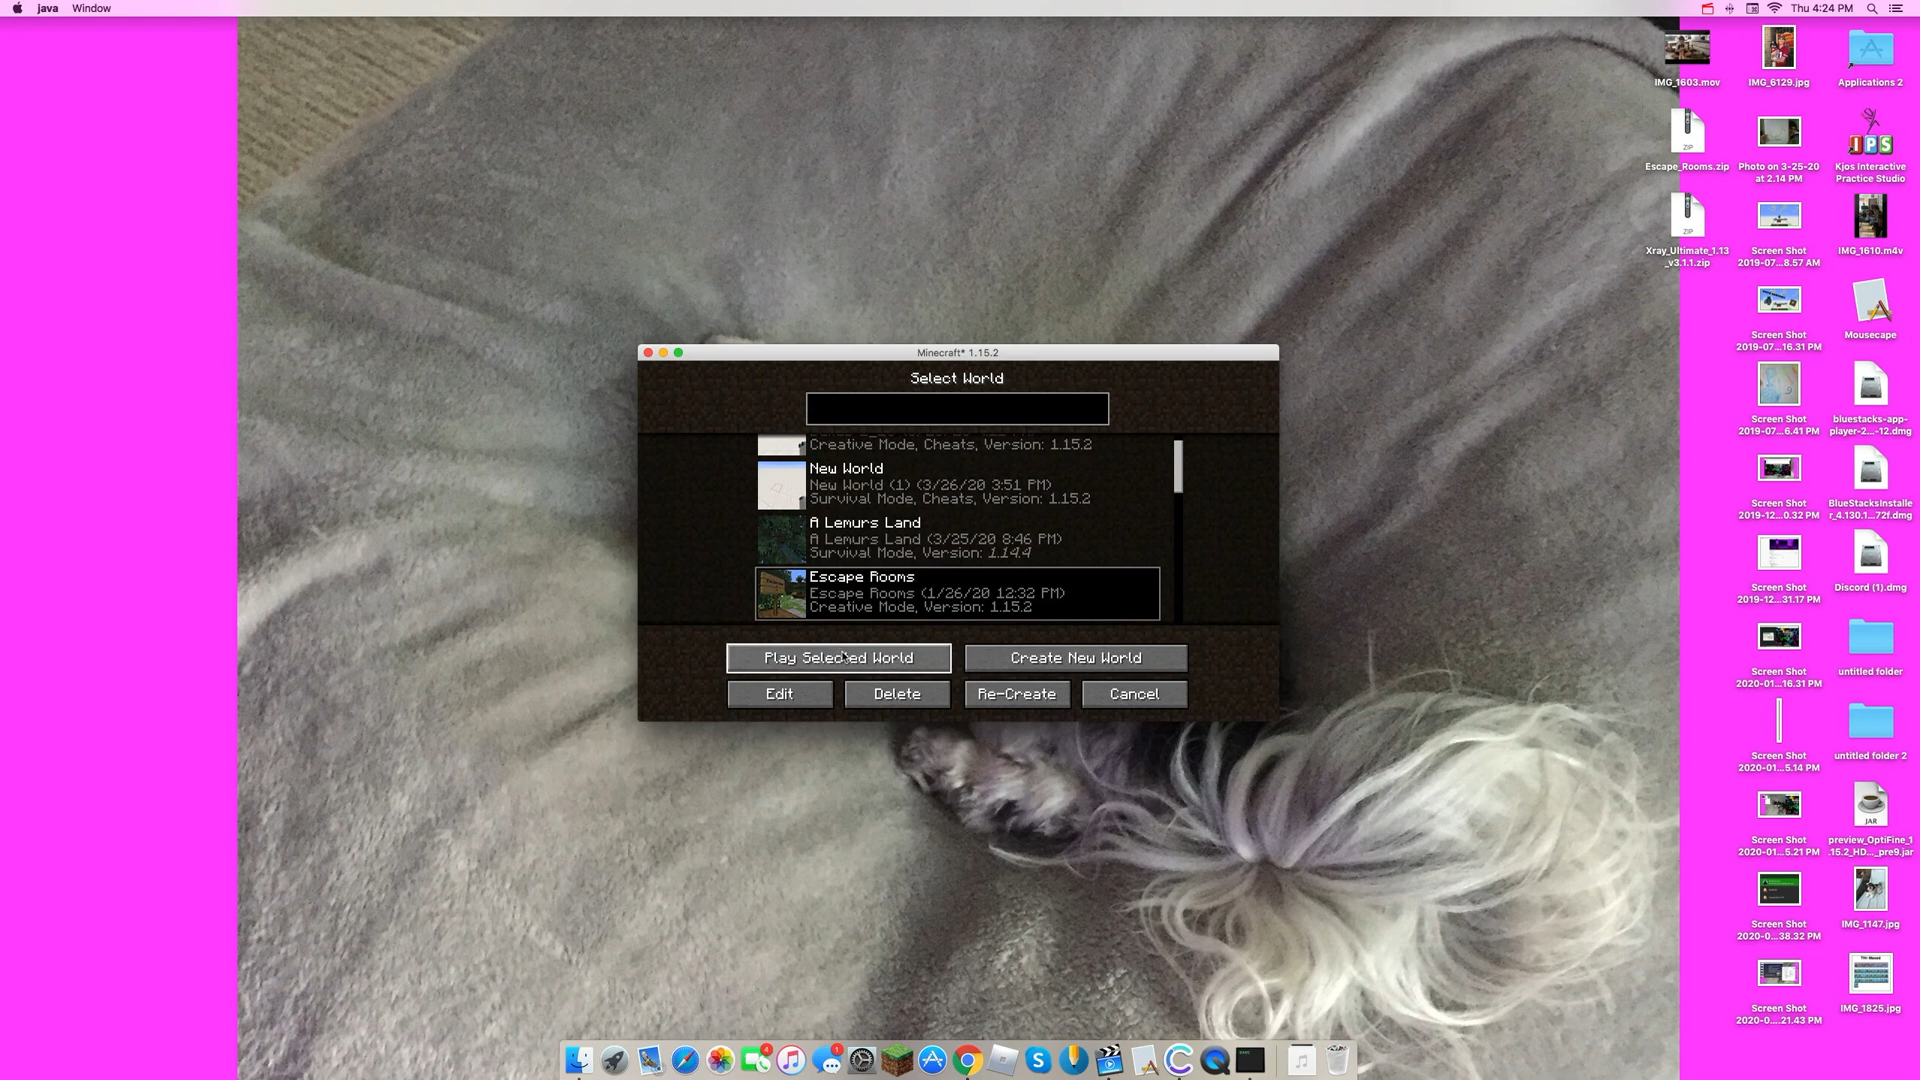 java Window
Thu 4:24 PM
Minecraft* 1.15.2
Select World
Creative Mode, Cheats, Version: 1.15.2
New World
New World (1) (3/26/20 3:51 PM)
Survival Mode, Cheats, Version: 1.15.2
A Lemurs Land
A Lemurs Land (3/25/20 8:46 PM)
Survival Mode, Version: 1.14.4
Escape Rooms
Escape Rooms (1/26/20 12:32 PM)
Creative Mode, Version: 1.15.2
Play Selected World
Create New World
Edit
Delete
Re-Create
Cancel
IMG_1603.mov
IMG_6129.jpg
Applications 2
ZIP
Escape_Rooms.zip
Photo on 3-25-20
at 2.14 PM
IPS
Kjos Interactive
Practice Studio
ZIP
Xray_Ultimate_1.13
_v3.1.1.zip
Screen Shot
2019-07...8.57 AM
IMG_1610.m4v
Screen Shot
2019-07...16.31 PM
Mousecape
Screen Shot
2019-07...6.41 PM
bluestacks-app-
player-2...-12.dmg
Screen Shot
2019-12...0.32 PM
BlueStacksInstalle
r_4.130.1...72f.dmg
Screen Shot
2019-12...31.17 PM
Discord (1).dmg
Screen Shot
2020-01...16.31 PM
untitled folder
Screen Shot
2020-01...5.14 PM
untitled folder 2
Screen Shot
2020-01...5.21 PM
JAR
preview_OptiFine_1
.15.2_HD..._pre9.jar
Screen Shot
2020-0...38.32 PM
IMG_1147.jpg
Screen Shot
2020-0....21.43 PM
IMG_1825.jpg
4
1